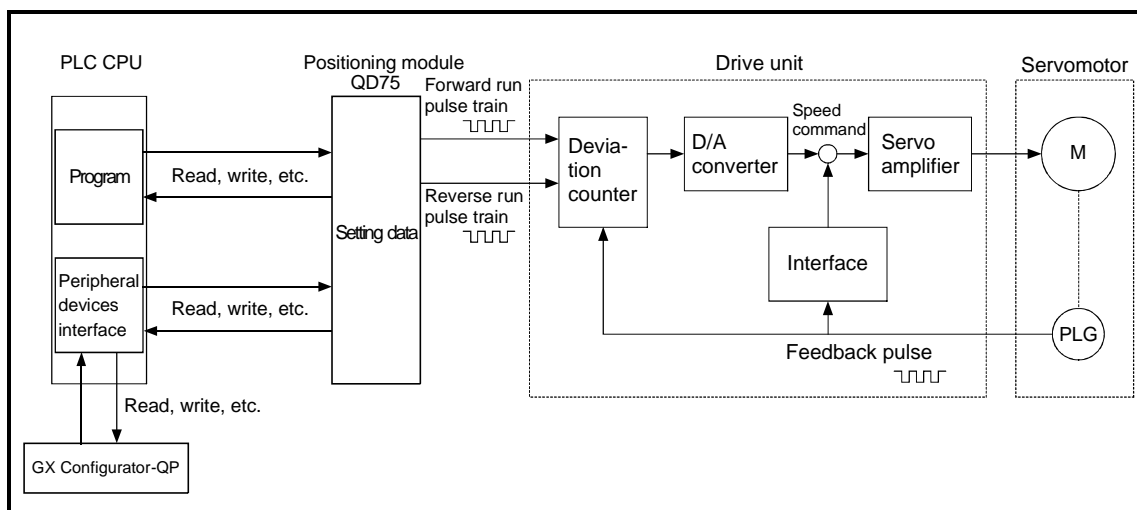 PLC CPU
Positioning module
QD75
Drive unit
Servomotor
Forward run
pulse train
Program
Read, write, etc.
Setting data
Reverse run
pulse train
Devia-
tion
counter
D/A
converter
Speed
command
Servo
amplifier
M
Peripheral
devices
interface
Read, write, etc.
Interface
Feedback pulse
PLG
Read, write, etc.
GX Configurator-QP